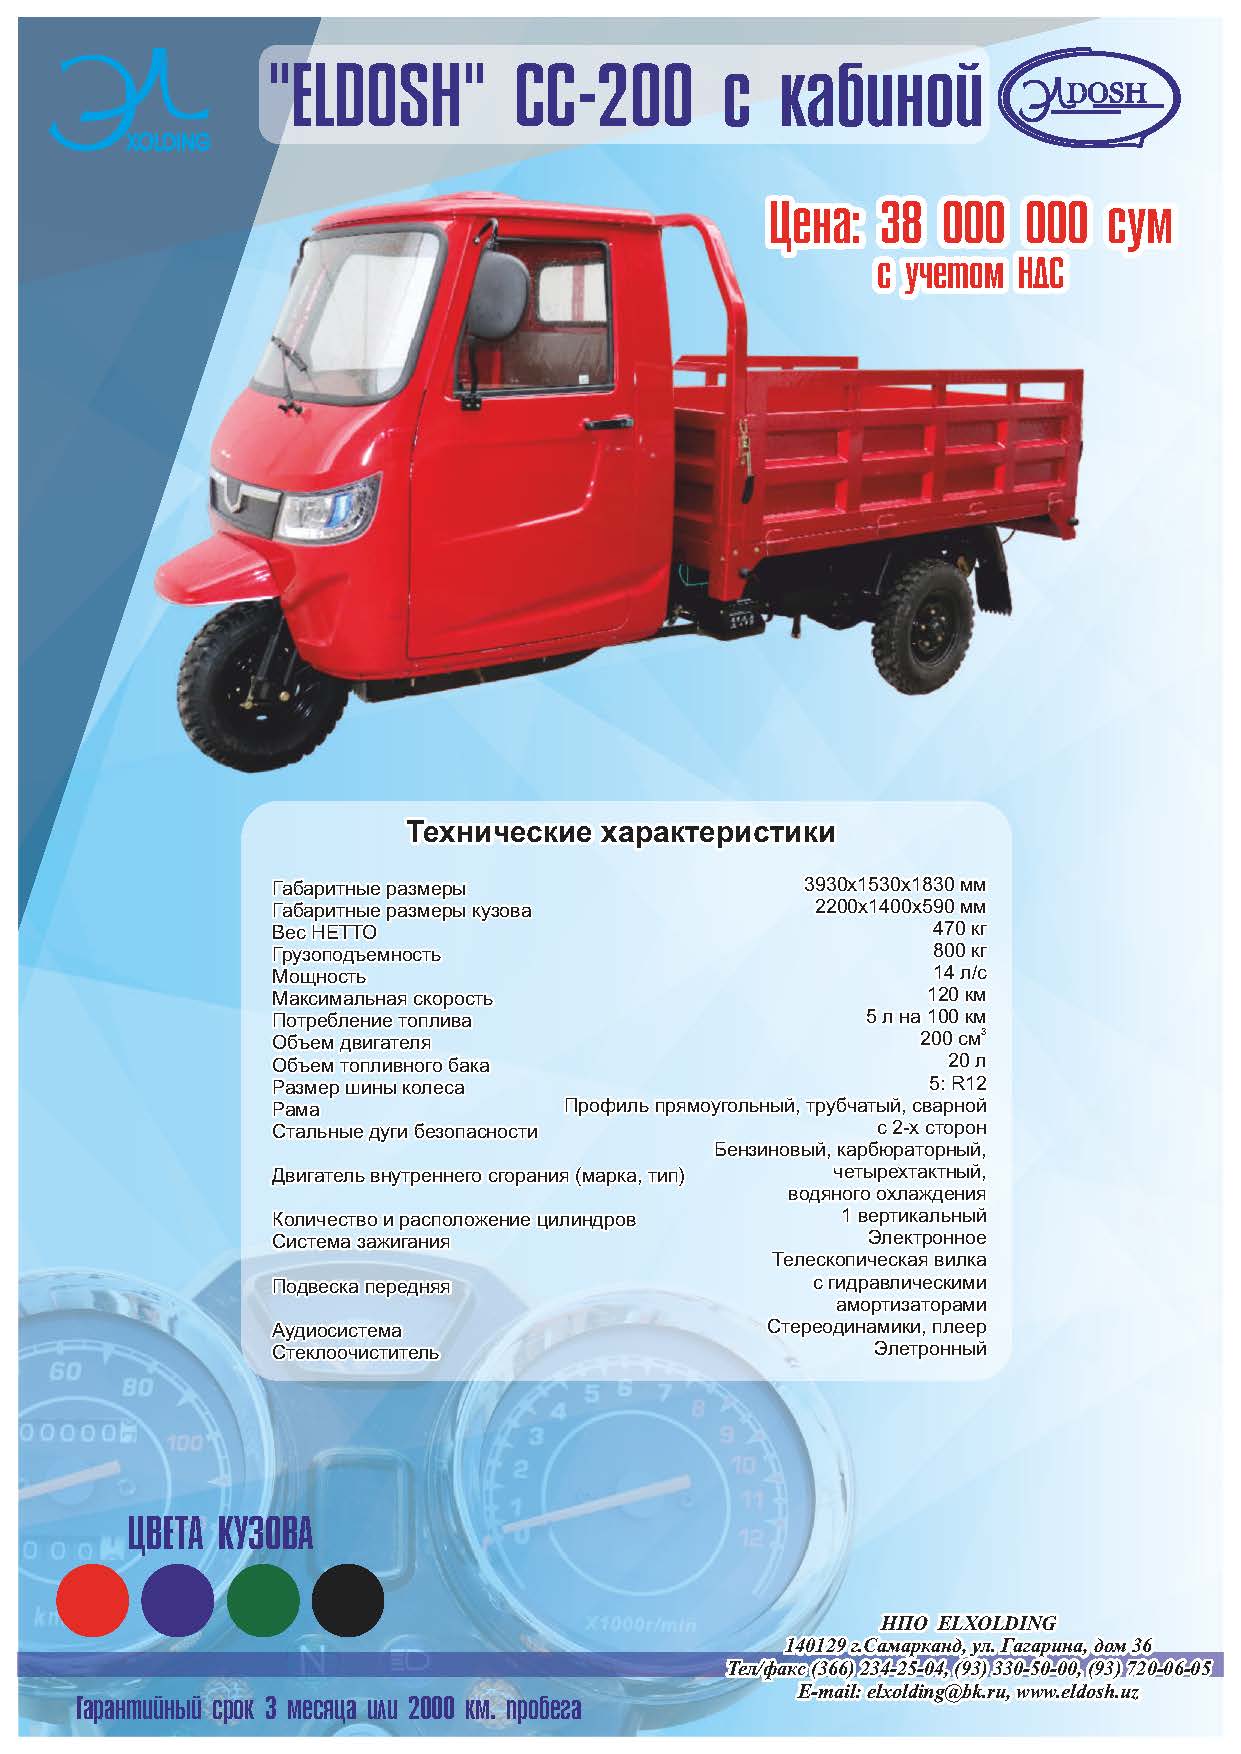 ЭЛ
XOLDING
"ELDOSH" CC-200 с кабиной
ЭЛDOSH
Цена: 38 000 000 сум
с учетом НДС
Технические характеристики
Габаритные размеры 3930х1530х1830 мм
Габаритные размеры кузова 2200х1400х590 мм
Вес НЕТТО 470 кг
Грузоподъемность 800 кг
Мощность 14 л/с
Максимальная скорость 120 км
Потребление топлива 5 л на 100 км
Объем двигателя 200 см³
Объем топливного бака 20 л
Размер шины колеса 5: R12
Рама Профиль прямоугольный, трубчатый, сварной
Стальные дуги безопасности с 2-х сторон
Бензиновый, карбюраторный,
Двигатель внутреннего сгорания (марка, тип) четырехтактный,
водяного охлаждения
Количество и расположение цилиндров 1 вертикальный
Система зажигания Электронное
Телескопическая вилка
Подвеска передняя с гидравлическими
амортизаторами
Аудиосистема Стереодинамики, плеер
Стеклоочиститель Элетронный
60 80 100
00000
5 6 7 8 9 10 11 12
4 3 2 1 0
X1000r/min
N
ЦВЕТА КУЗОВА
НПО ELXOLDING
140129 г.Самарканд, ул. Гагарина, дом 36
Тел/факс (366) 234-25-04, (93) 330-50-00, (93) 720-06-05
E-mail: elxolding@bk.ru, www.eldosh.uz
Гарантийный срок 3 месяца или 2000 км. пробега